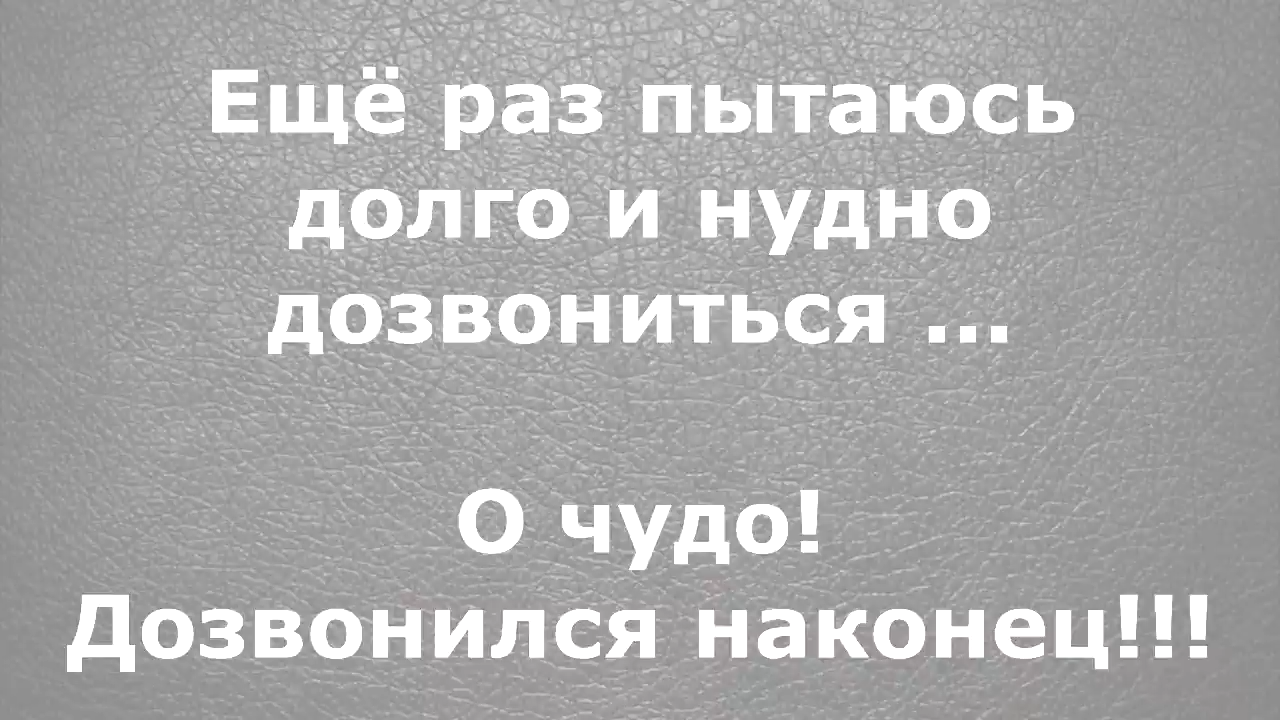 Ещё раз пытаюсь
долго и нудно
дозвониться ...
О чудо!
Дозвонился наконец!!!